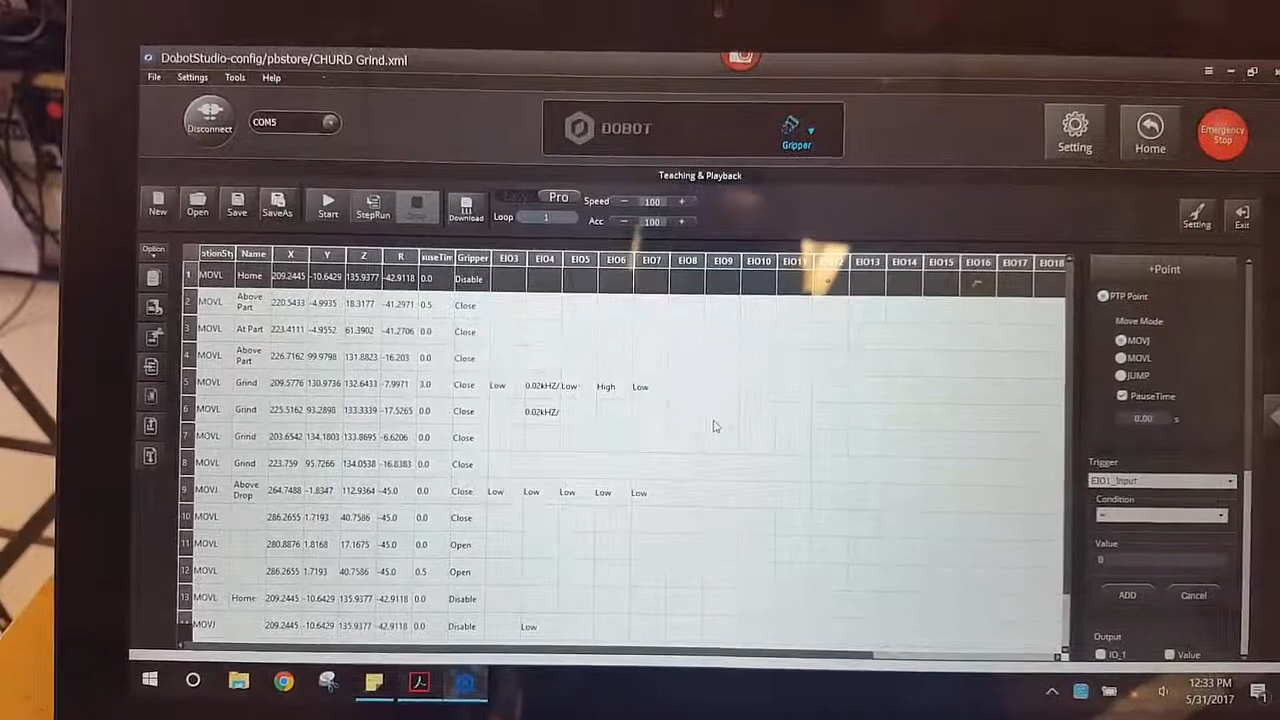 DobotStudio-config/pbstore/CHURD Grind.xml
File Settings Tools Help
Disconnect COM5 DOBOT Gripper Setting Home Emergency Stop
Teaching & Playback
New Open Save SaveAs Start StepRun Download Pro Speed 100 Loop 1 Acc 100 Setting Exit
Option
tionSty Name X Y Z R useTim Gripper EIO3 EIO4 EIO5 EIO6 EIO7 EIO8 EIO9 EIO10 EIO11 EIO13 EIO14 EIO15 EIO16 EIO17 EIO18
1 MOVL Home 209.2445 -10.6429 135.9377 -42.9118 0.0 Disable
2 MOVL Above Part 220.5433 -4.9935 18.3177 -41.2971 0.5 Close
3 MOVL At Part 223.4111 -4.9552 61.3902 -41.2706 0.0 Close
4 MOVL Above Part 226.7162 99.9798 131.8823 -16.203 0.0 Close
5 MOVL Grind 209.5776 130.9736 132.6433 -7.9971 3.0 Close Low 0.02kHZ/ Low High Low
6 MOVL Grind 225.5162 93.2898 133.3339 -17.5265 0.0 Close 0.02kHZ/
7 MOVL Grind 203.6542 134.1803 133.8695 -6.6206 0.0 Close
8 MOVL Grind 223.759 95.7266 134.0538 -16.8383 0.0 Close
9 MOVJ Above Drop 264.7488 -1.8347 112.9364 -45.0 0.0 Close Low Low Low Low Low
10 MOVL 286.2655 1.7193 40.7586 -45.0 0.0 Close
11 MOVL 280.8876 1.8168 17.1675 -45.0 0.0 Open
12 MOVL 286.2655 1.7193 40.7586 -45.0 0.5 Open
13 MOVL Home 209.2445 -10.6429 135.9377 -42.9118 0.0 Disable
MOVJ 209.2445 -10.6429 135.9377 -42.9118 0.0 Disable Low
+Point
PTP Point
Move Mode
MOVJ
MOVL
JUMP
PauseTime
0.00 s
Trigger
EIO1_Input
Condition
=
Value
0
ADD Cancel
Output
IO_1 Value
12:33 PM
5/31/2017